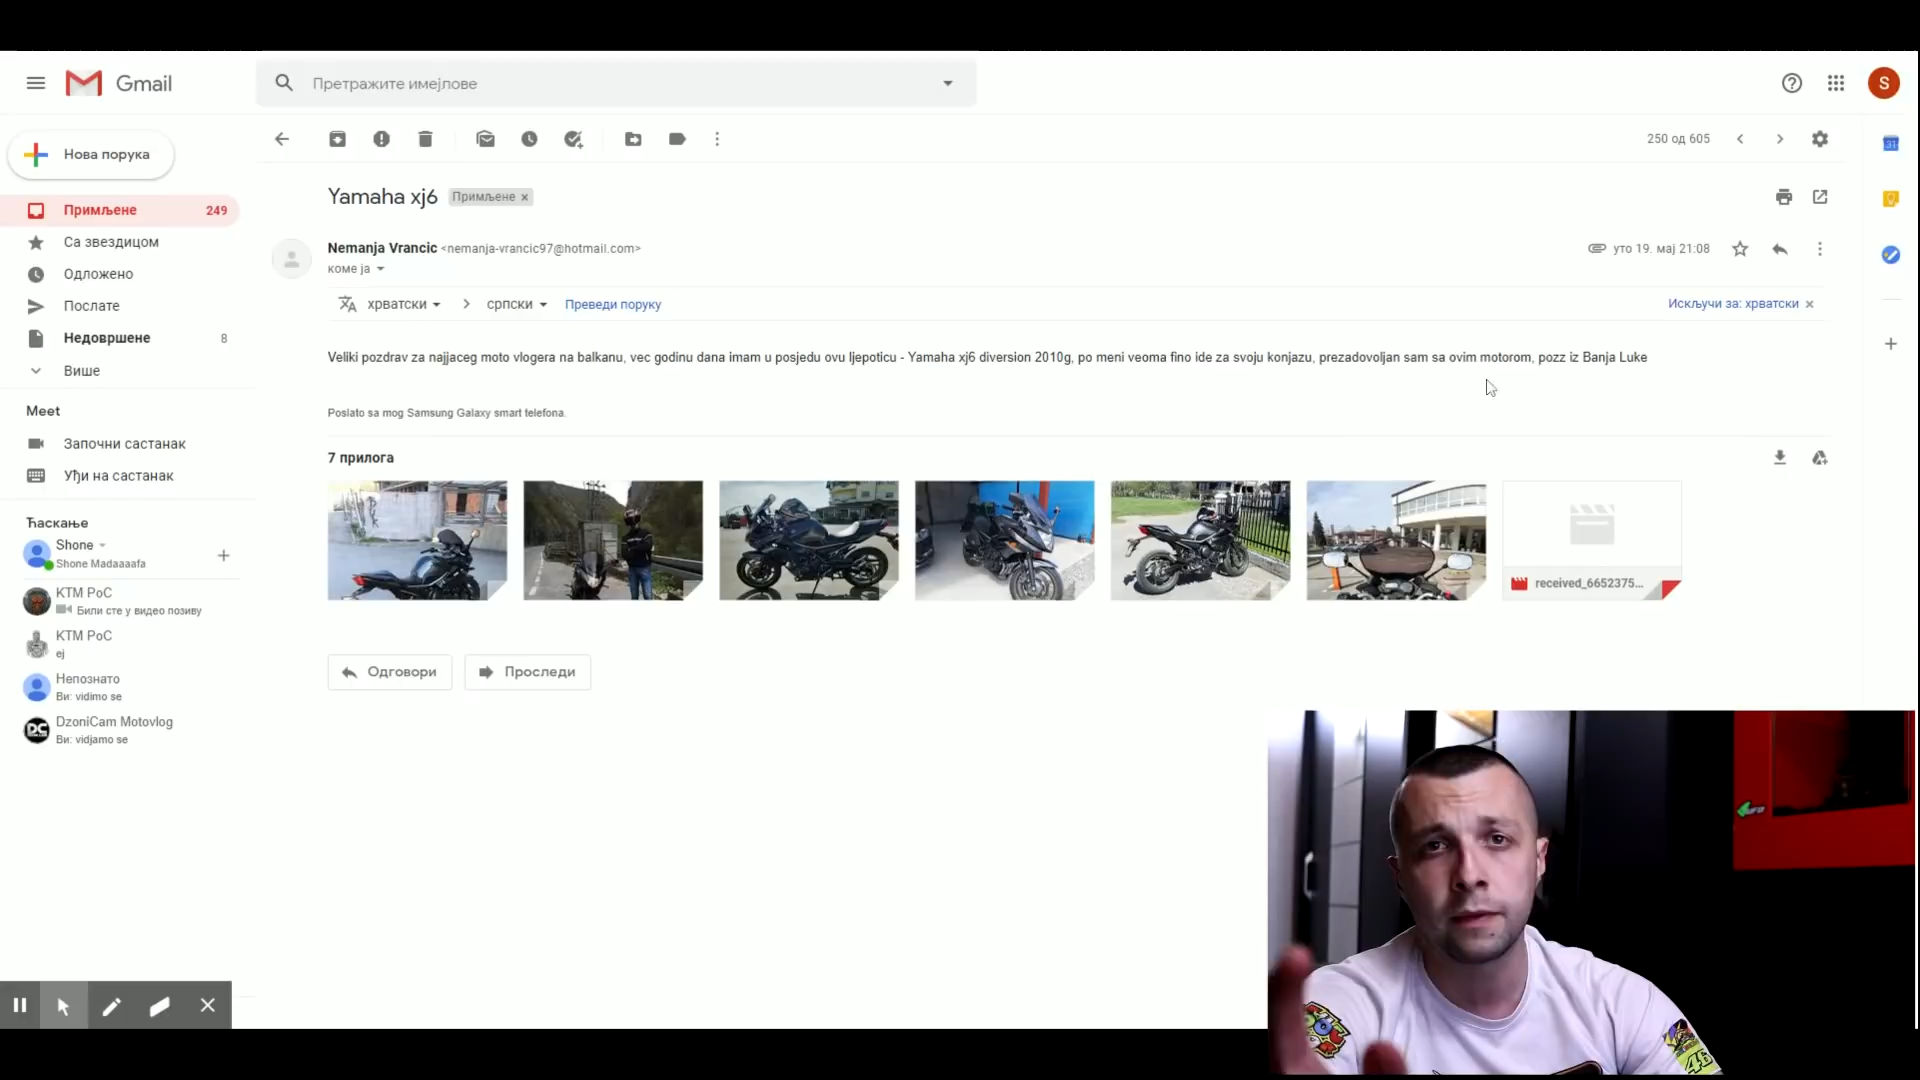 Gmail
Претражите имејлове
S
Нова порука
250 од 605
31
Примљене 249
Са звездицом
Одложено
Послате
Недовршене 8
Више
Meet
Започни састанак
Уђи на састанак
Ћаскање
Shone
Shone Madaaaafa
KTM PoC
Били сте у видео позиву
KTM PoC
ej
Непознато
Ви: vidimo se
DC
DzoniCam Motovlog
Ви: vidjamo se
Yamaha xj6 Примљене ×
Nemanja Vrancic <nemanja-vrancic97@hotmail.com>
уто 19. мај 21:08
коме ја
хрватски > српски Преведи поруку
Искључи за: хрватски ×
Veliki pozdrav za najjaceg moto vlogera na balkanu, vec godinu dana imam u posjedu ovu ljepoticu - Yamaha xj6 diversion 2010g, po meni veoma fino ide za svoju konjazu, prezadovoljan sam sa ovim motorom, pozz iz Banja Luke
Poslato sa mog Samsung Galaxy smart telefona.
7 прилога
received_6652375...
Одговори
Проследи
46